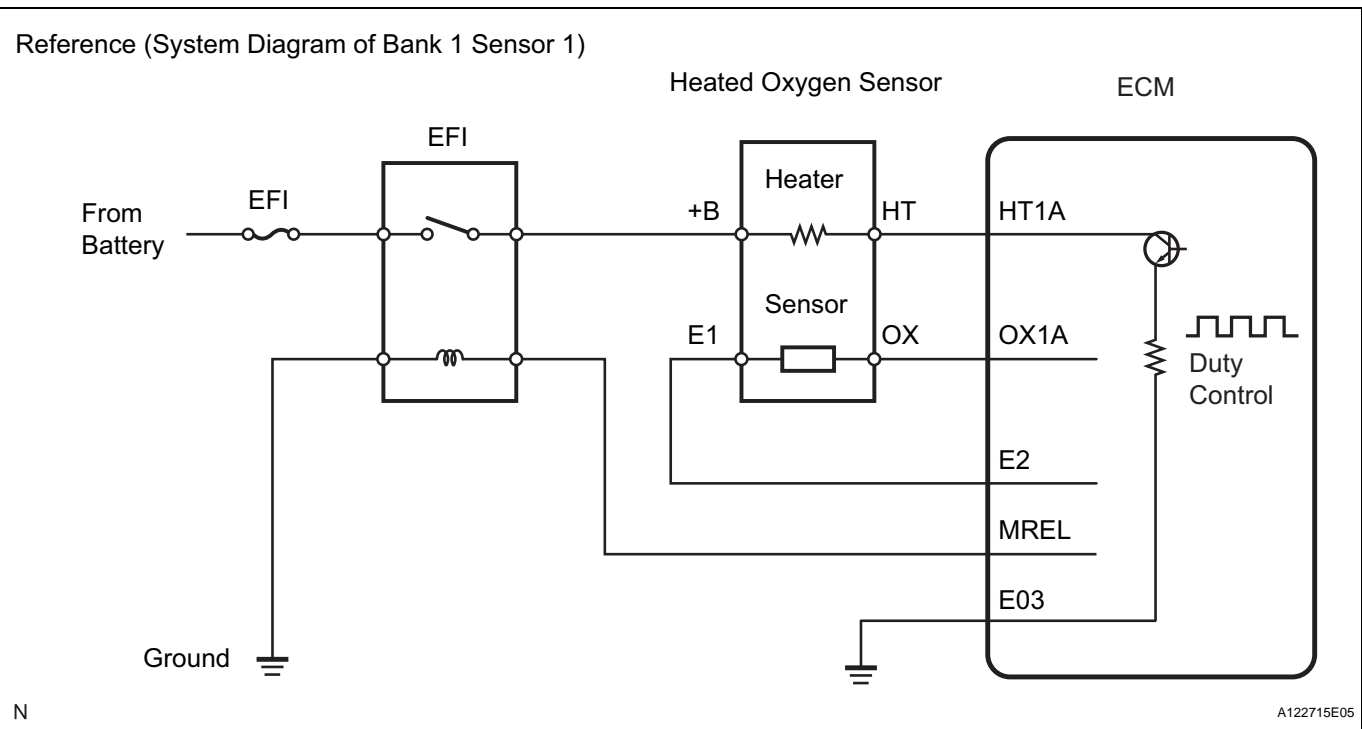 Reference (System Diagram of Bank 1 Sensor 1)
Heated Oxygen Sensor
ECM
EFI
EFI
From
Battery
+B
Heater
HT
HT1A
Sensor
E1
OX
OX1A
Duty
Control
E2
MREL
E03
Ground
N
A122715E05